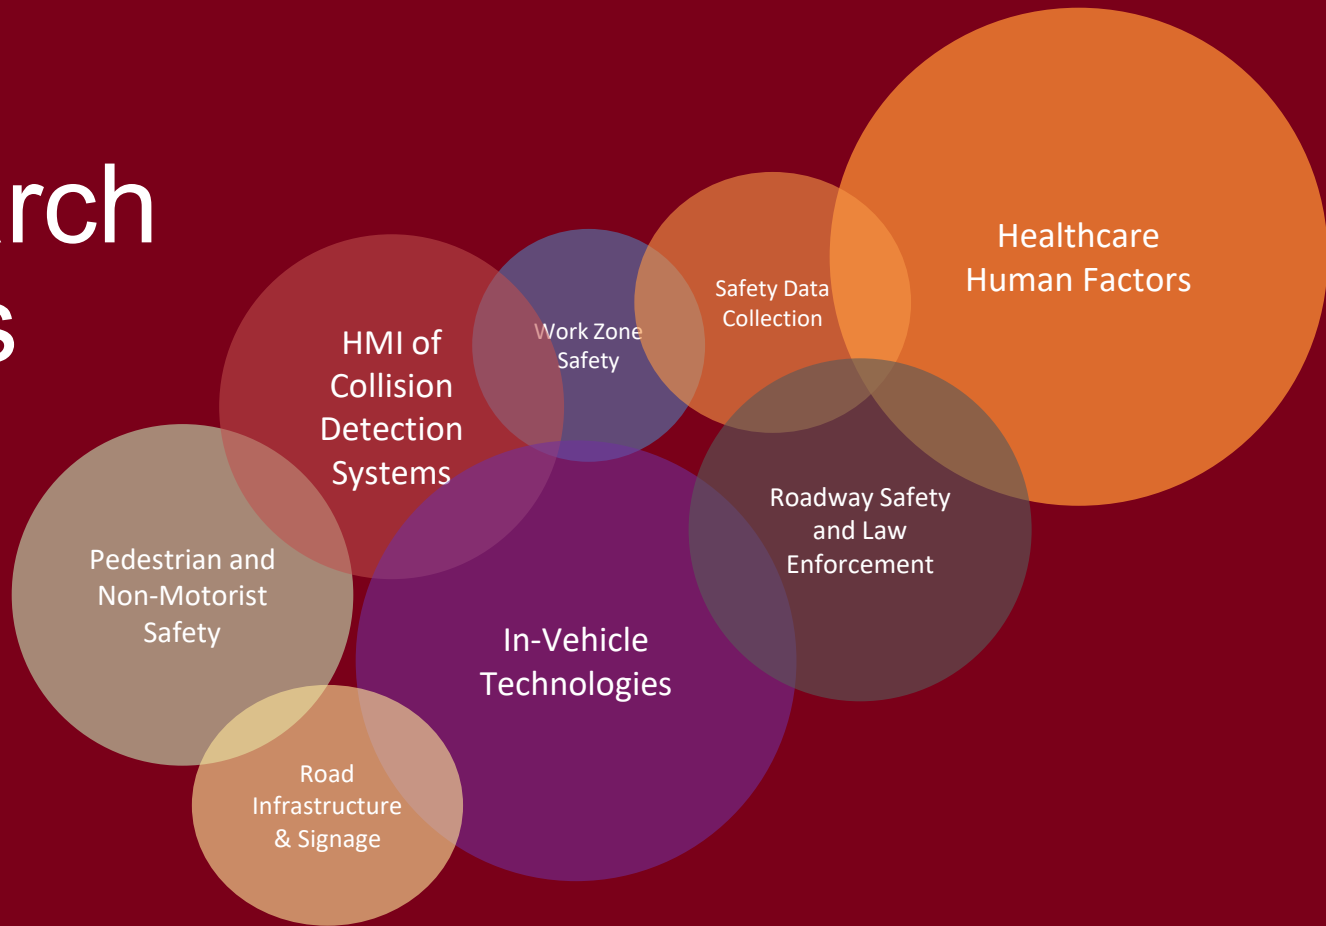 arch
s
Healthcare
Human Factors
Safety Data
Collection
Work Zone
Safety
HMI of
Collision
Detection
Systems
Roadway Safety
and Law
Enforcement
Pedestrian and
Non-Motorist
Safety
In-Vehicle
Technologies
Road
Infrastructure
& Signage